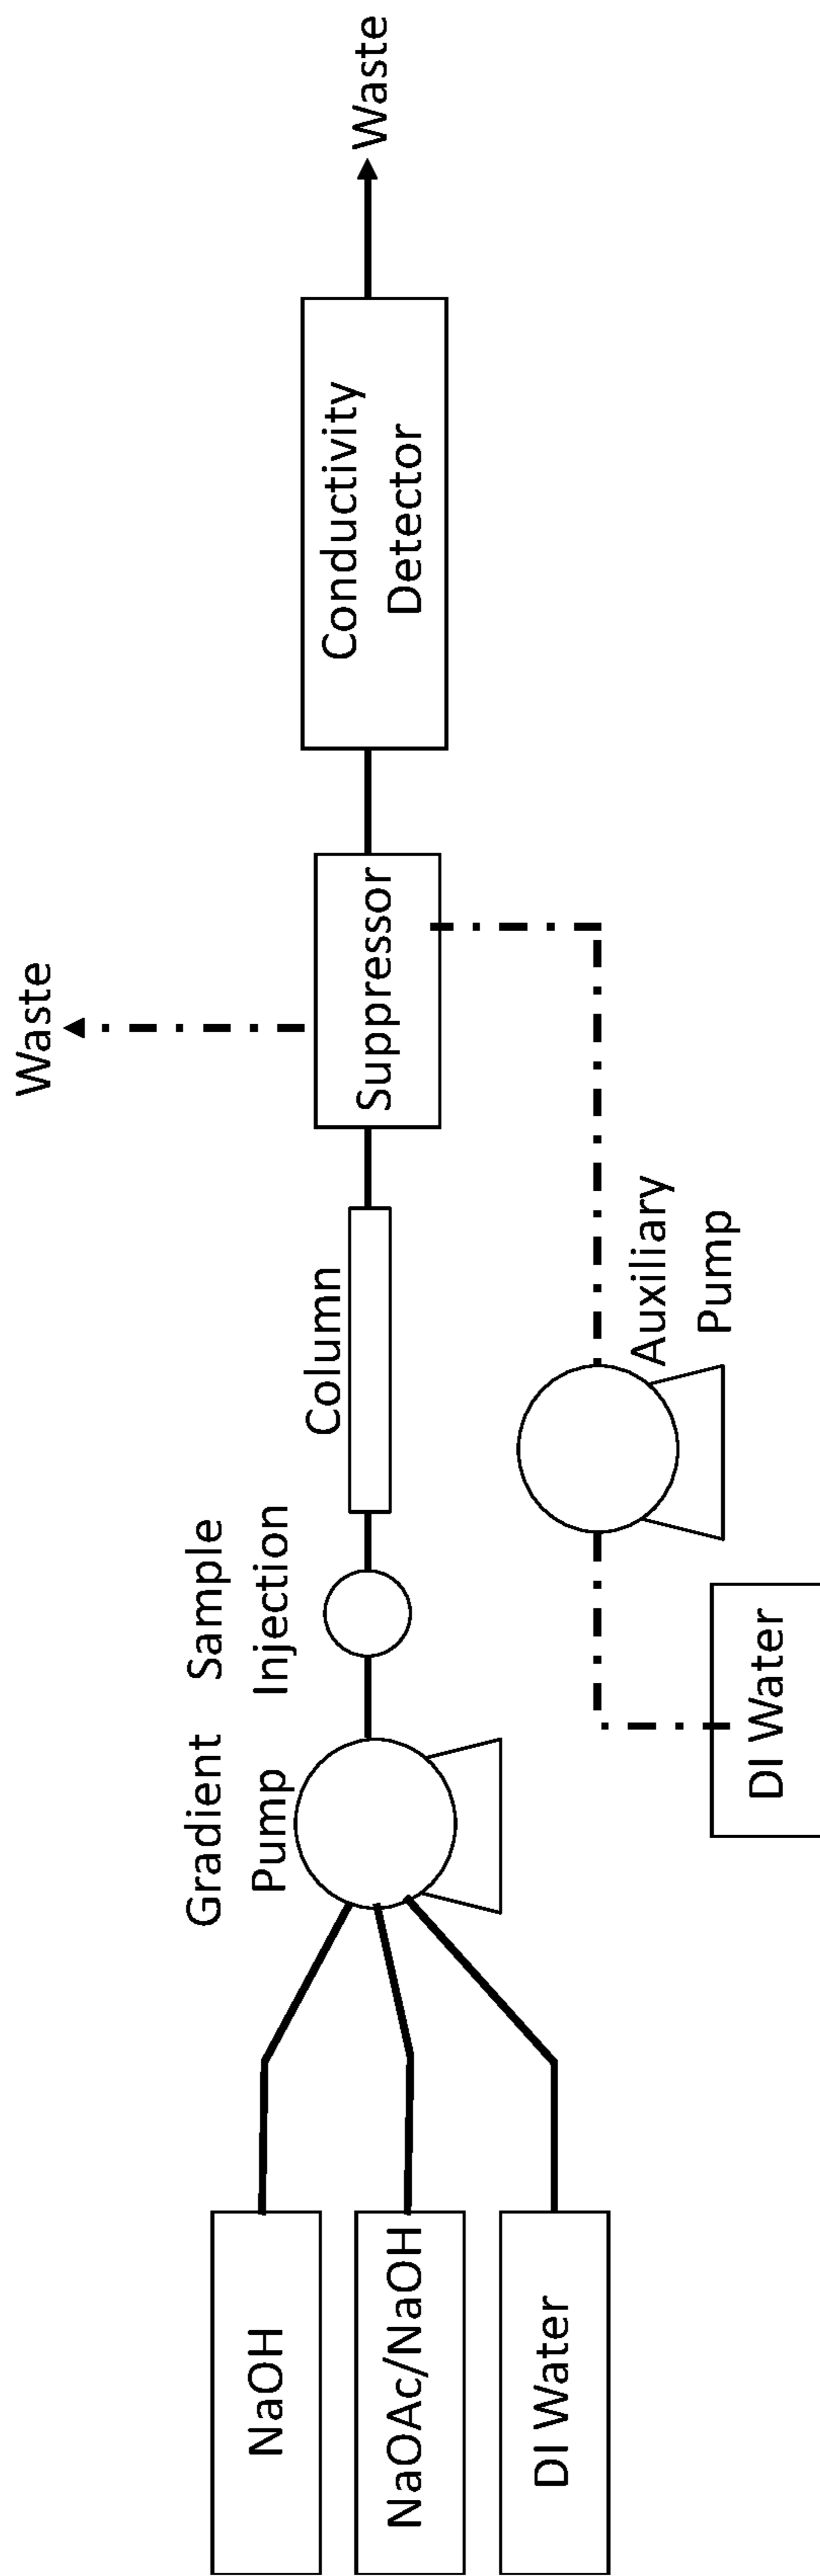 NaOH
NaOAc/NaOH
DI Water
Gradient
Pump
Sample
Injection
Column
Suppressor
Waste
Conductivity
Detector
Waste
DI Water
Auxiliary
Pump